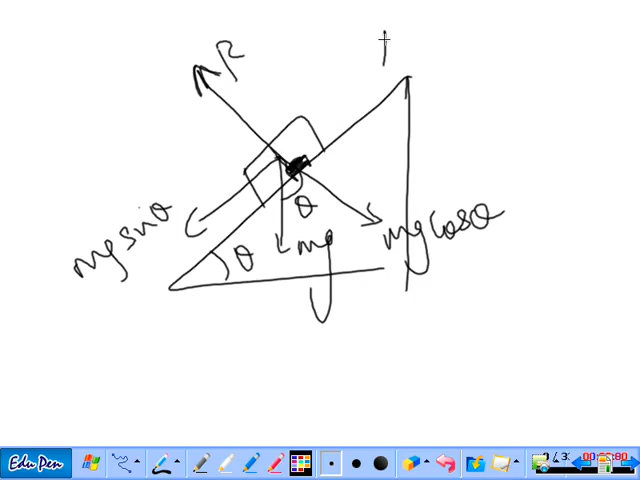 R
mg sinθ
θ
θ
mg
mg cosθ
Edu Pen